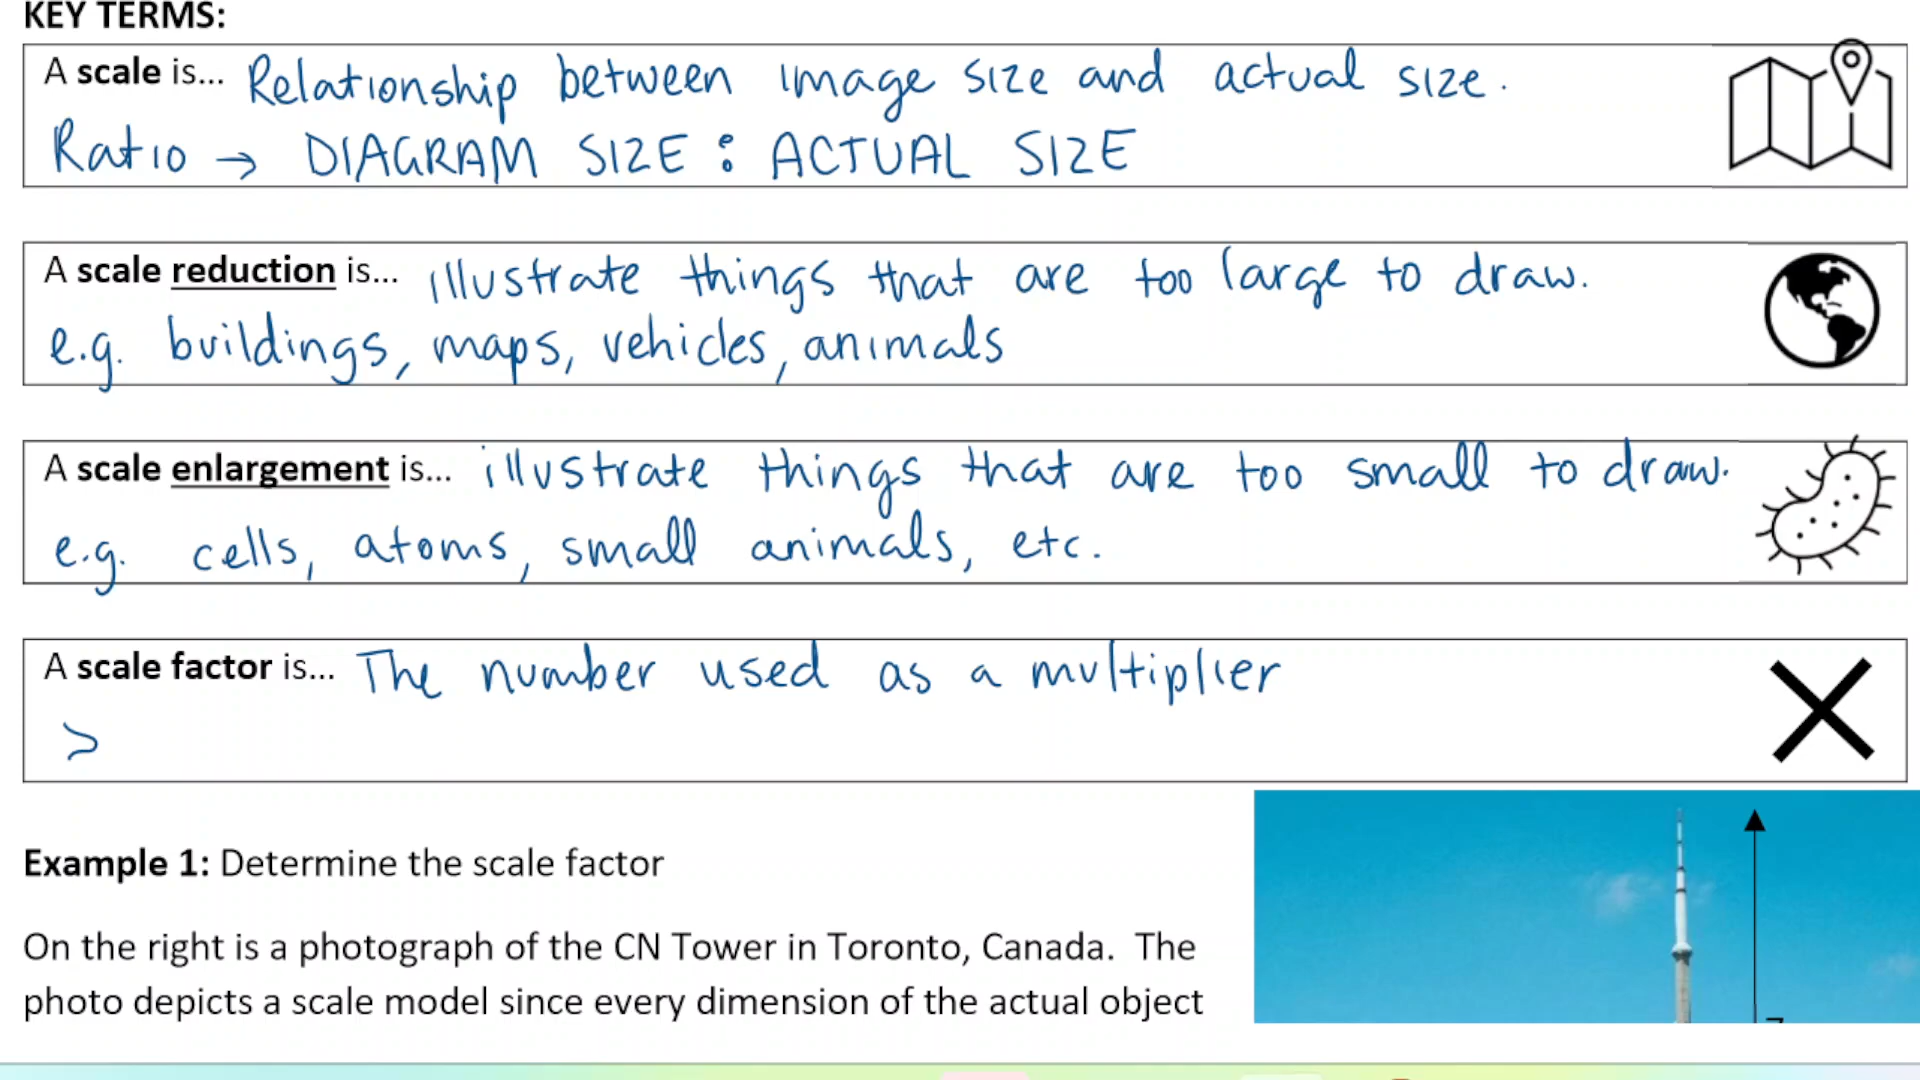 KEY TERMS:
A scale is... Relationship between image size and actual size.
Ratio → DIAGRAM SIZE : ACTUAL SIZE
A scale reduction is... illustrate things that are too large to draw.
e.g. buildings, maps, vehicles, animals
A scale enlargement is... illustrate things that are too small to draw.
e.g. cells, atoms, small animals, etc.
A scale factor is... The number used as a multiplier
Example 1: Determine the scale factor
On the right is a photograph of the CN Tower in Toronto, Canada. The
photo depicts a scale model since every dimension of the actual object